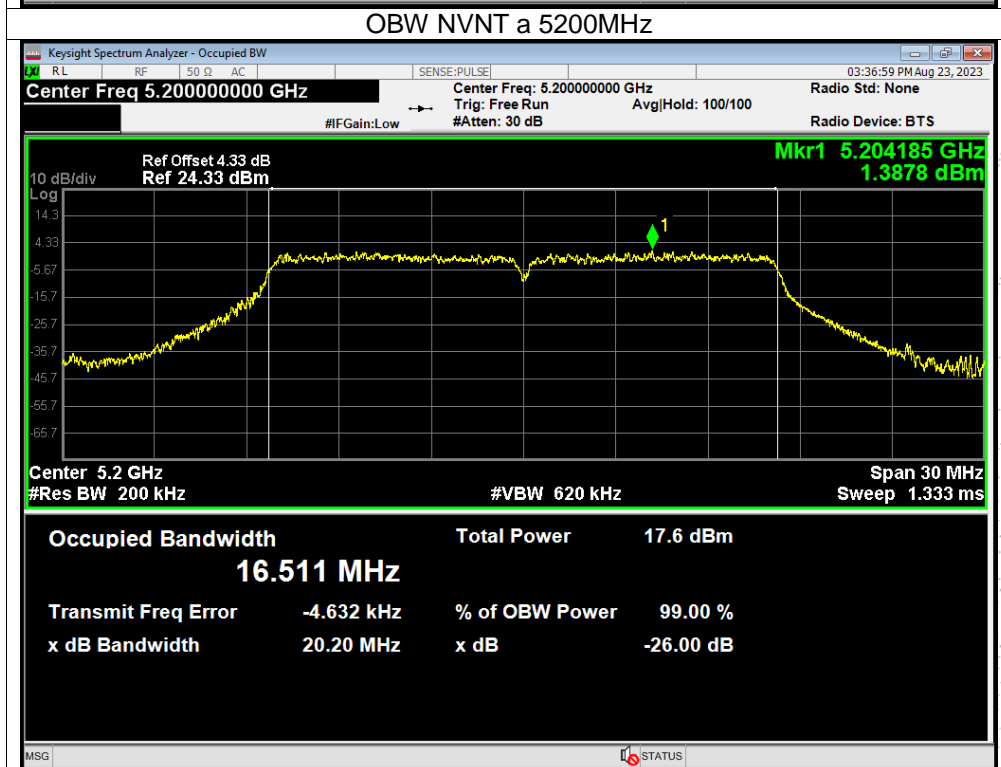 OBW NVNT a 5200MHz
Keysight Spectrum Analyzer - Occupied BW
LXI RL RF 50 Ω AC SENSE:PULSE 03:36:59 PM Aug 23, 2023
Center Freq 5.200000000 GHz Center Freq: 5.200000000 GHz Radio Std: None
Trig: Free Run Avg|Hold: 100/100
#IFGain:Low #Atten: 30 dB Radio Device: BTS
Mkr1 5.204185 GHz
Ref Offset 4.33 dB
10 dB/div Ref 24.33 dBm 1.3878 dBm
Log
14.3
1
4.33
-5.67
-15.7
-25.7
-35.7
-45.7
-55.7
-65.7
Center 5.2 GHz Span 30 MHz
#Res BW 200 kHz #VBW 620 kHz Sweep 1.333 ms
Occupied Bandwidth Total Power 17.6 dBm
16.511 MHz
Transmit Freq Error -4.632 kHz % of OBW Power 99.00 %
x dB Bandwidth 20.20 MHz x dB -26.00 dB
MSG STATUS